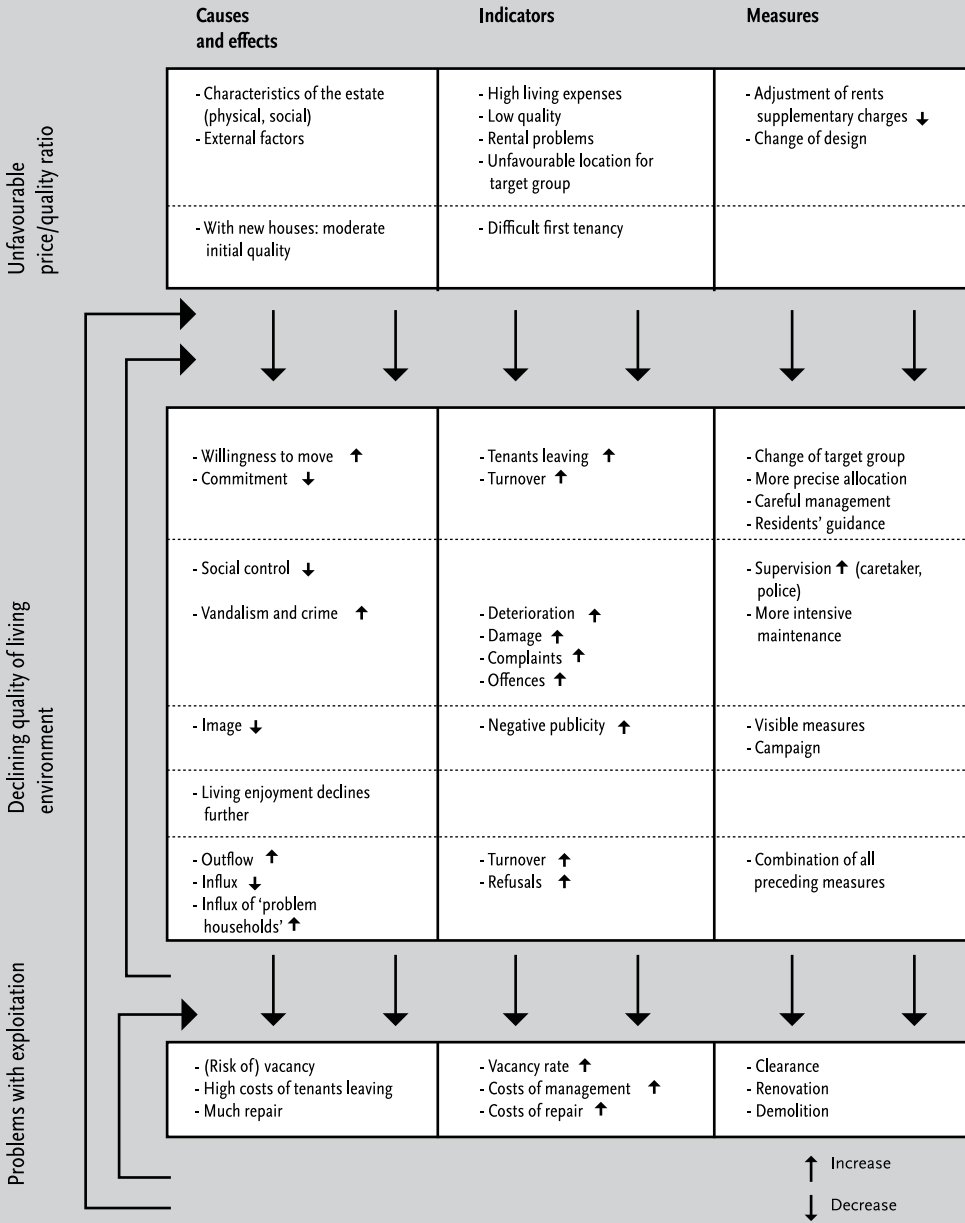 Causes
and effects
Indicators
Measures
Unfavourable
price/quality ratio
- Characteristics of the estate
(physical, social)
- External factors
- High living expenses
- Low quality
- Rental problems
- Unfavourable location for
target group
- Adjustment of rents
supplementary charges ↓
- Change of design
- With new houses: moderate
initial quality
- Difficult first tenancy
Declining quality of living
environment
- Willingness to move ↑
- Commitment ↓
- Tenants leaving ↑
- Turnover ↑
- Change of target group
- More precise allocation
- Careful management
- Residents’ guidance
- Social control ↓
- Vandalism and crime ↑
- Deterioration ↑
- Damage ↑
- Complaints ↑
- Offences ↑
- Supervision ↑ (caretaker,
police)
- More intensive
maintenance
- Image ↓
- Negative publicity ↑
- Visible measures
- Campaign
- Living enjoyment declines
further
- Outflow ↑
- Influx ↓
- Influx of ‘problem
households’ ↑
- Turnover ↑
- Refusals ↑
- Combination of all
preceding measures
Problems with exploitation
- (Risk of) vacancy
- High costs of tenants leaving
- Much repair
- Vacancy rate ↑
- Costs of management ↑
- Costs of repair ↑
- Clearance
- Renovation
- Demolition
↑ Increase
↓ Decrease